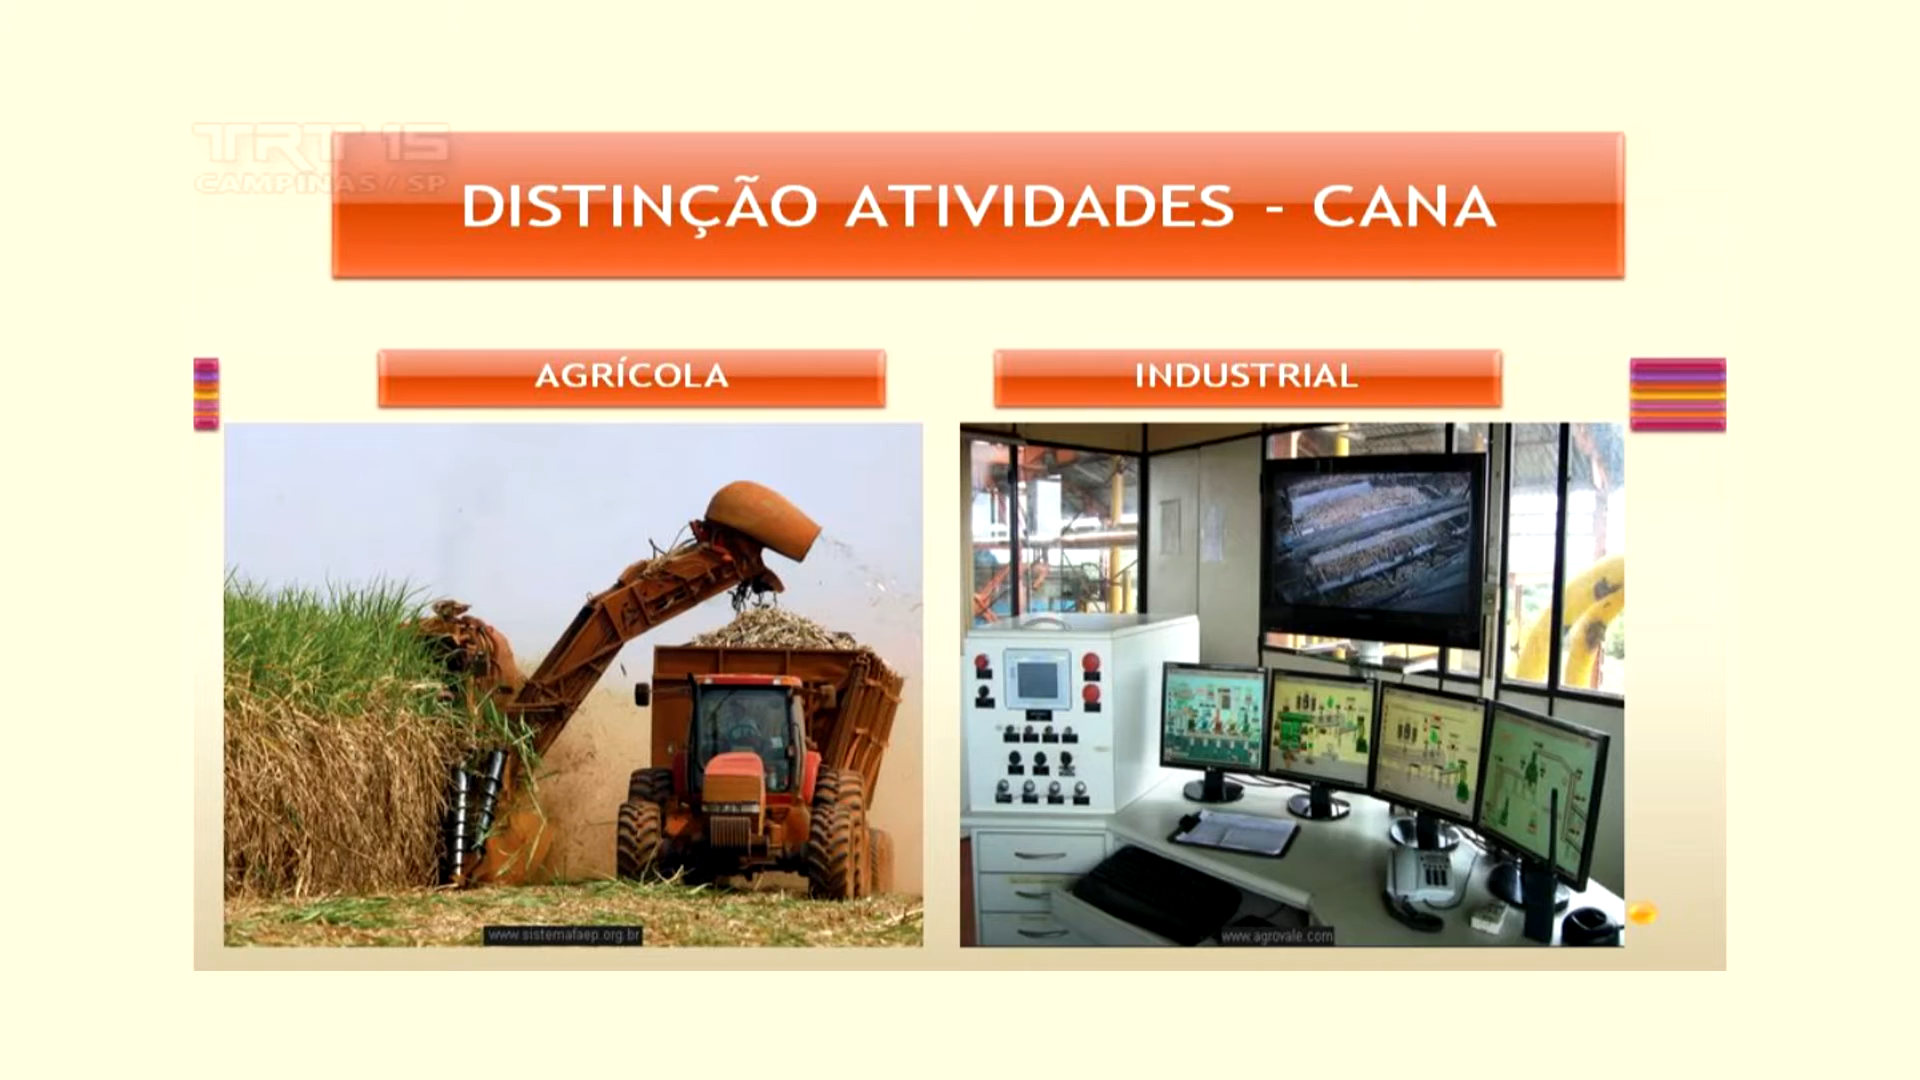 TRT 15
CAMPINAS / SP
DISTINÇÃO ATIVIDADES - CANA
AGRÍCOLA
INDUSTRIAL
www.sistemafaep.org.br
www.agrovale.com